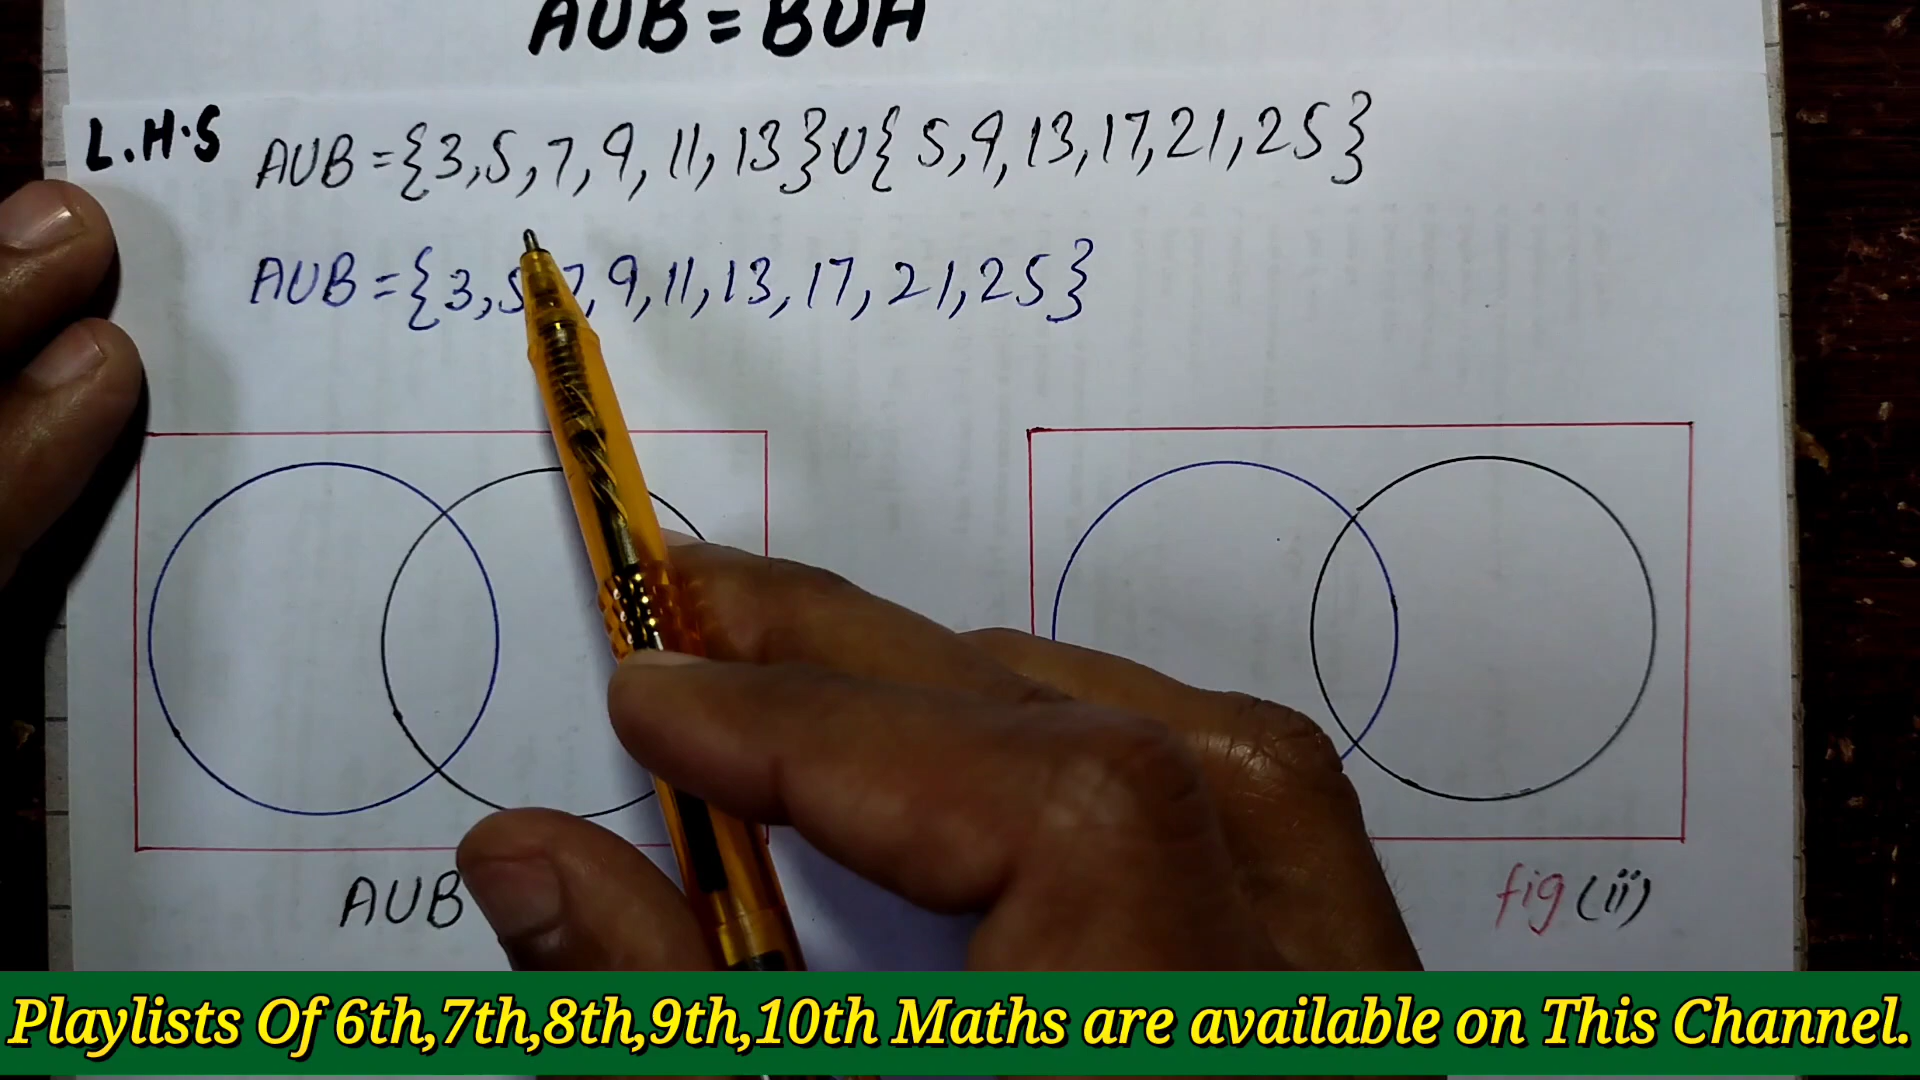 AUB=BUA
L.H.S AUB={3,5,7,9,11,13}U{5,9,13,17,21,25}
AUB={3,5,7,9,11,13,17,21,25}
AUB
fig (ii)
Playlists Of 6th,7th,8th,9th,10th Maths are available on This Channel.